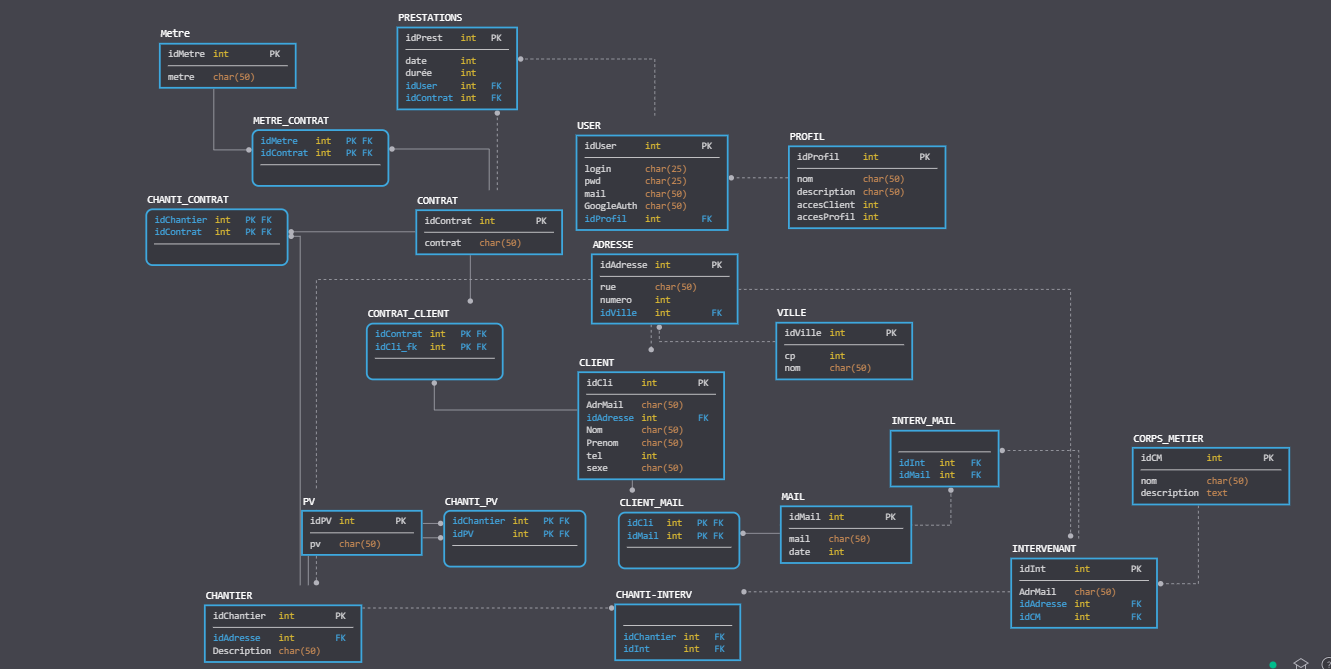 PRESTATIONS
idPrest int PK
date int
durée int
idUser int FK
idContrat int FK
Metre
idMetre int PK
metre char(50)
METRE_CONTRAT
idMetre int PK FK
idContrat int PK FK
USER
idUser int PK
login char(25)
pwd char(25)
mail char(50)
GoogleAuth char(50)
idProfil int FK
PROFIL
idProfil int PK
nom char(50)
description char(50)
accesClient int
accesProfil int
CHANTI_CONTRAT
idChantier int PK FK
idContrat int PK FK
CONTRAT
idContrat int PK
contrat char(50)
ADRESSE
idAdresse int PK
rue char(50)
numero int
idVille int FK
CONTRAT_CLIENT
idContrat int PK FK
idCli_fk int PK FK
VILLE
idVille int PK
cp int
nom char(50)
CLIENT
idCli int PK
AdrMail char(50)
idAdresse int FK
Nom char(50)
Prenom char(50)
tel int
sexe char(50)
INTERV_MAIL
idInt int FK
idMail int FK
CORPS_METIER
idCM int PK
nom char(50)
description text
PV
idPV int PK
pv char(50)
CHANTI_PV
idChantier int PK FK
idPV int PK FK
CLIENT_MAIL
idCli int PK FK
idMail int PK FK
MAIL
idMail int PK
mail char(50)
date int
INTERVENANT
idInt int PK
AdrMail char(50)
idAdresse int FK
idCM int FK
CHANTIER
idChantier int PK
idAdresse int FK
Description char(50)
CHANTI-INTERV
idChantier int FK
idInt int FK